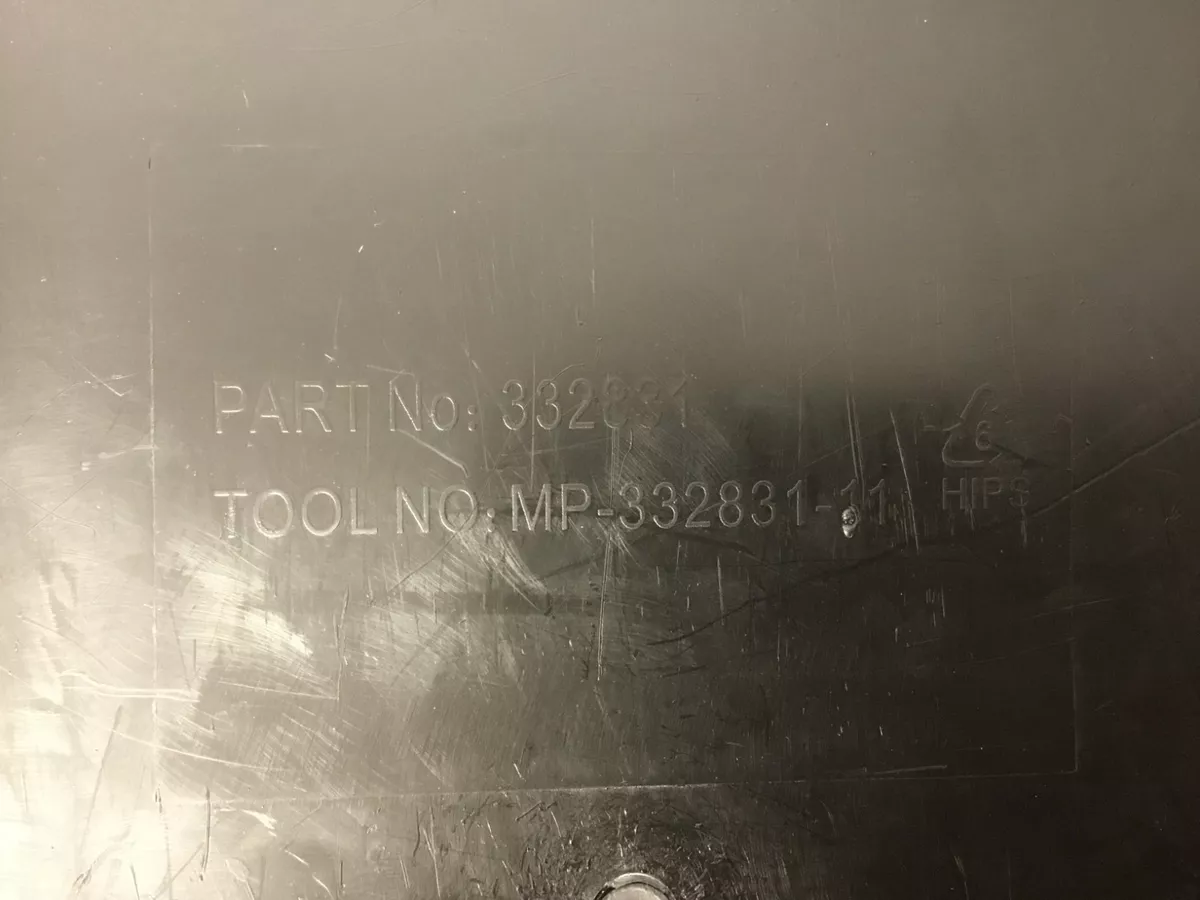 PART No: 332831
TOOL NO: MP-332831-11
6
HIPS